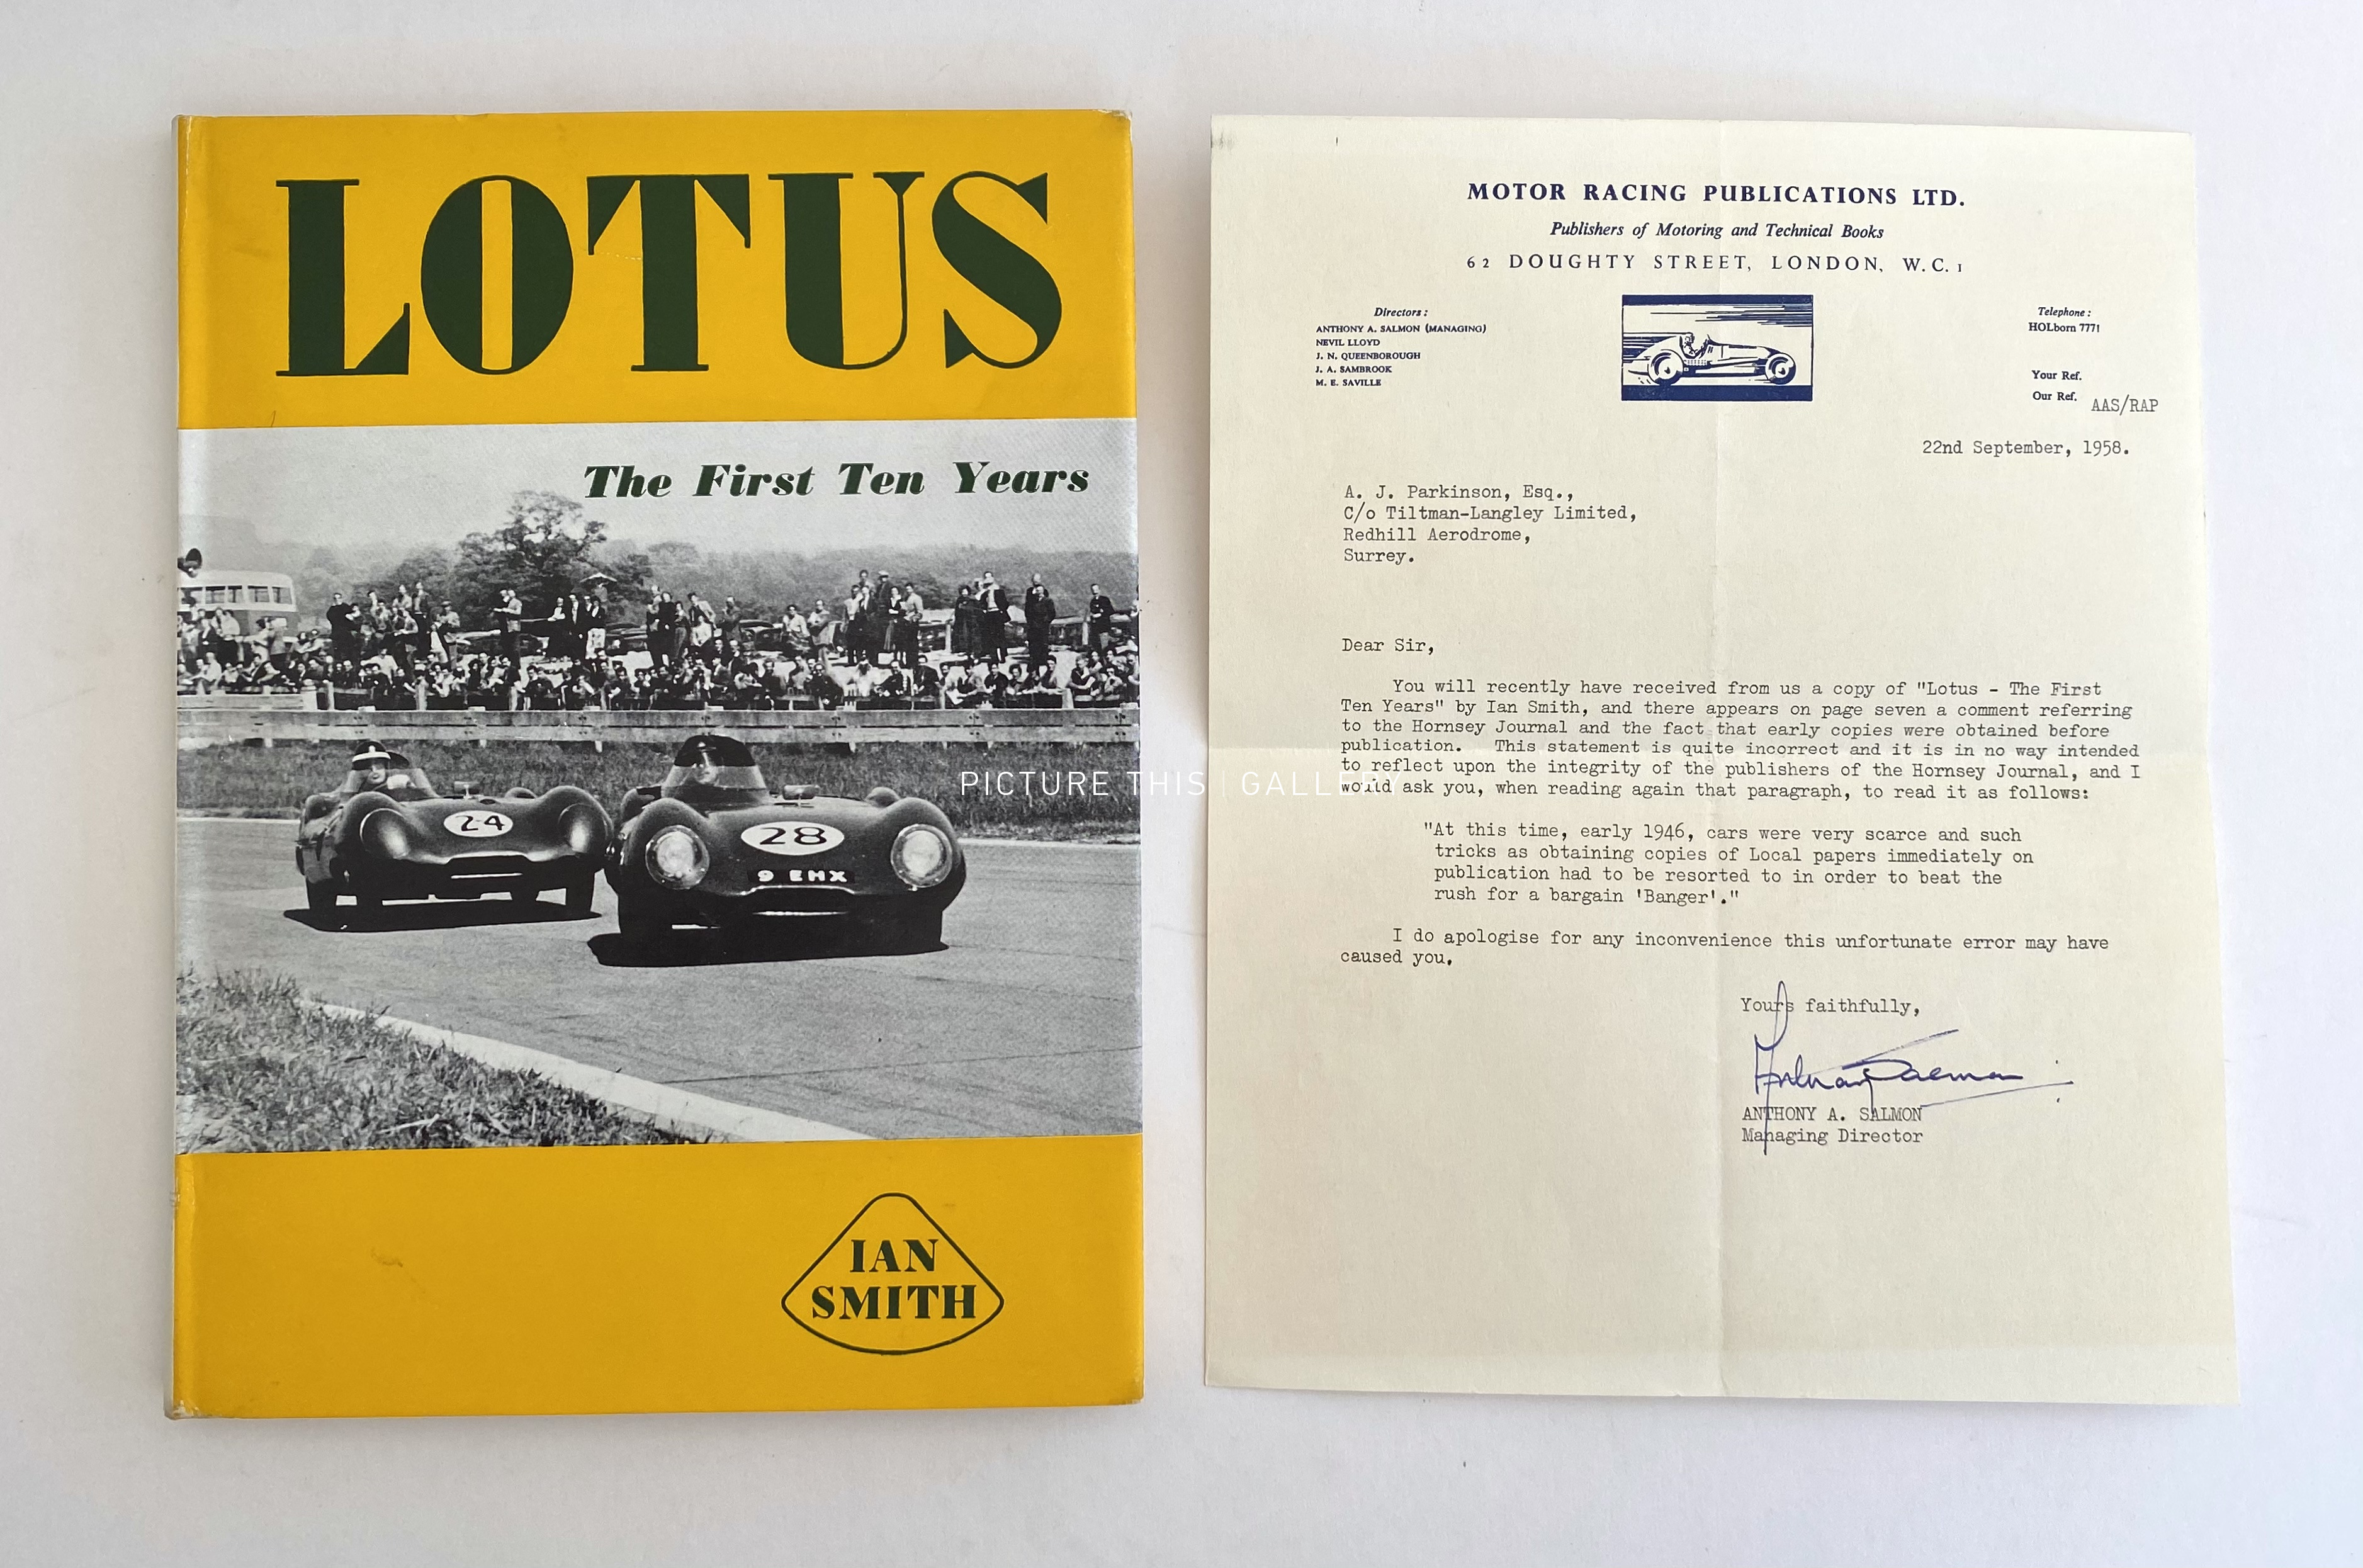 LOTUS
The First Ten Years
24
28
9 EHX
IAN
SMITH
MOTOR RACING PUBLICATIONS LTD.
Publishers of Motoring and Technical Books
62 DOUGHTY STREET, LONDON, W.C.1
Directors:
ANTHONY A. SALMON (MANAGING)
NEVIL LLOYD
J. N. QUEENBOROUGH
J. A. SAMBROOK
M. E. SAVILLE
Telephone:
HOLborn 7771
Your Ref.
Our Ref. AAS/RAP
22nd September, 1958.
A. J. Parkinson, Esq.,
C/o Tiltman-Langley Limited,
Redhill Aerodrome,
Surrey.
Dear Sir,
You will recently have received from us a copy of "Lotus - The First
Ten Years" by Ian Smith, and there appears on page seven a comment referring
to the Hornsey Journal and the fact that early copies were obtained before
publication. This statement is quite incorrect and it is in no way intended
to reflect upon the integrity of the publishers of the Hornsey Journal, and I
would ask you, when reading again that paragraph, to read it as follows:
"At this time, early 1946, cars were very scarce and such
tricks as obtaining copies of Local papers immediately on
publication had to be resorted to in order to beat the
rush for a bargain 'Banger'."
I do apologise for any inconvenience this unfortunate error may have
caused you.
Yours faithfully,
Anthony Salmon
ANTHONY A. SALMON
Managing Director
PICTURE THIS | GALLERY